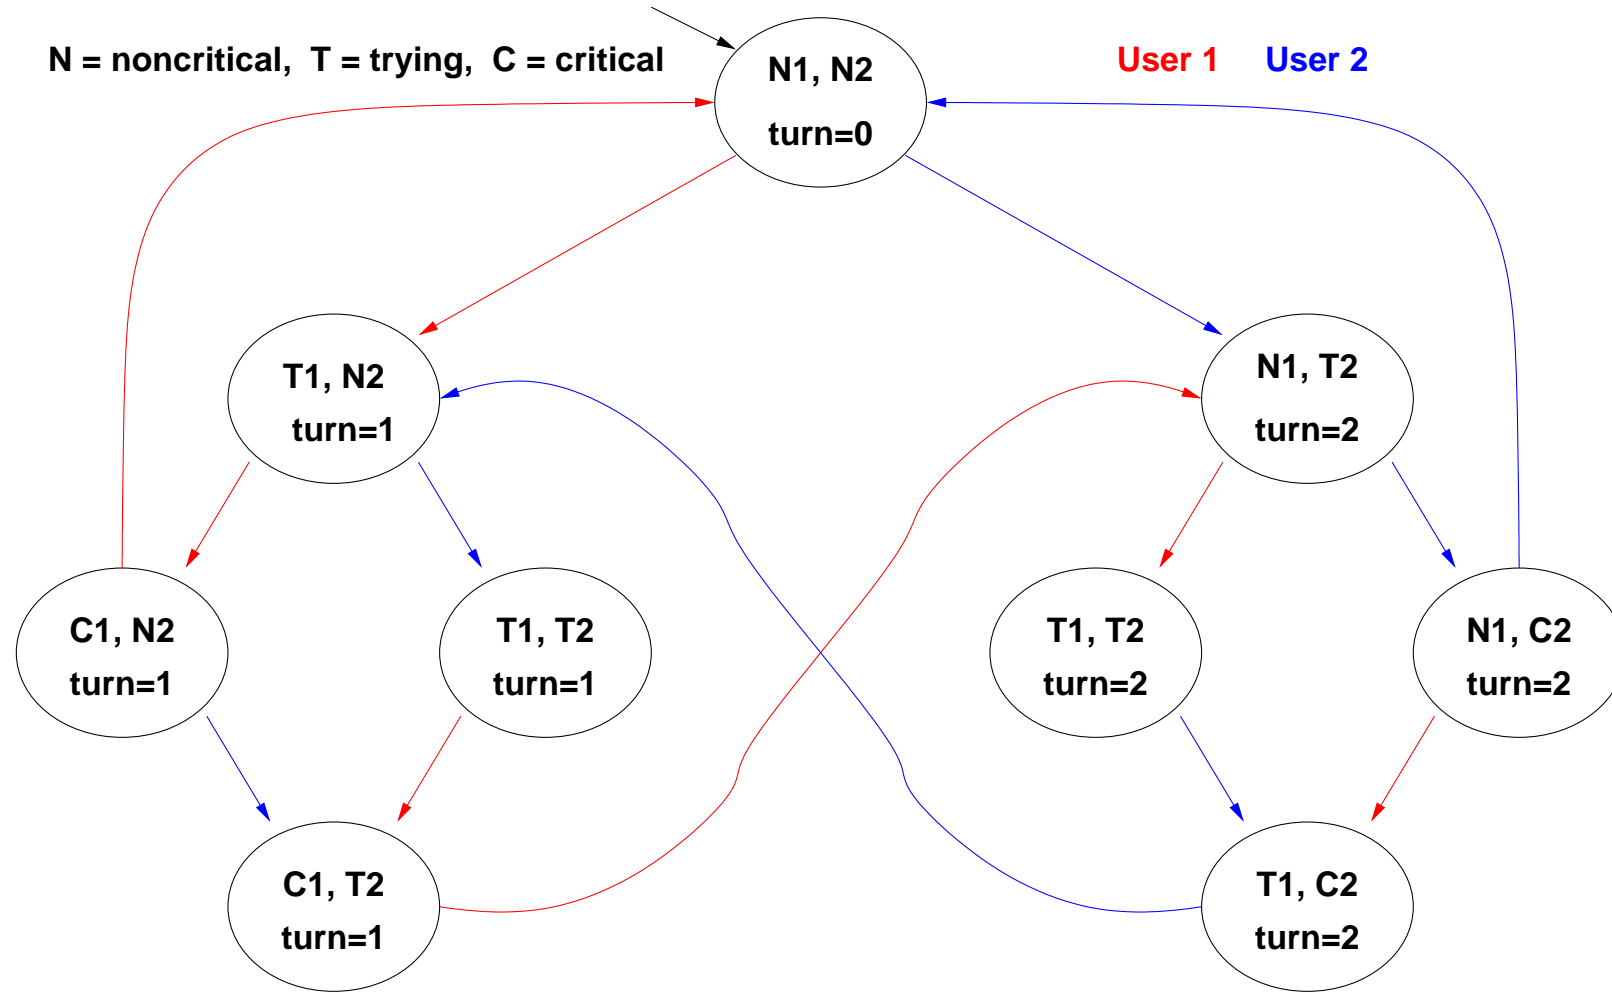 N = noncritical, T = trying, C = critical
User 1 User 2
N1, N2
turn=0
T1, N2
turn=1
N1, T2
turn=2
C1, N2
turn=1
T1, T2
turn=1
T1, T2
turn=2
N1, C2
turn=2
C1, T2
turn=1
T1, C2
turn=2